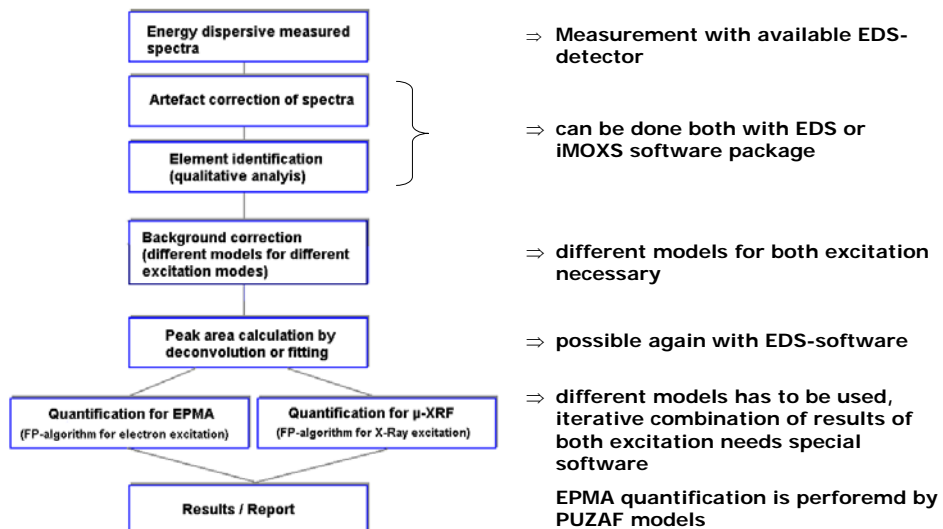 Energy dispersive measured
spectra
⇒ Measurement with available EDS-
detector
Artefact correction of spectra
Element identification
(qualitative analyis)
⇒ can be done both with EDS or
iMOXS software package
Background correction
(different models for different
excitation modes)
⇒ different models for both excitation
necessary
Peak area calculation by
deconvolution or fitting
⇒ possible again with EDS-software
Quantification for EPMA
(FP-algorithm for electron excitation)
Quantification for µ-XRF
(FP-algorithm for X-Ray excitation)
⇒ different models has to be used,
iterative combination of results of
both excitation needs special
software
Results / Report
EPMA quantification is perforemd by
PUZAF models